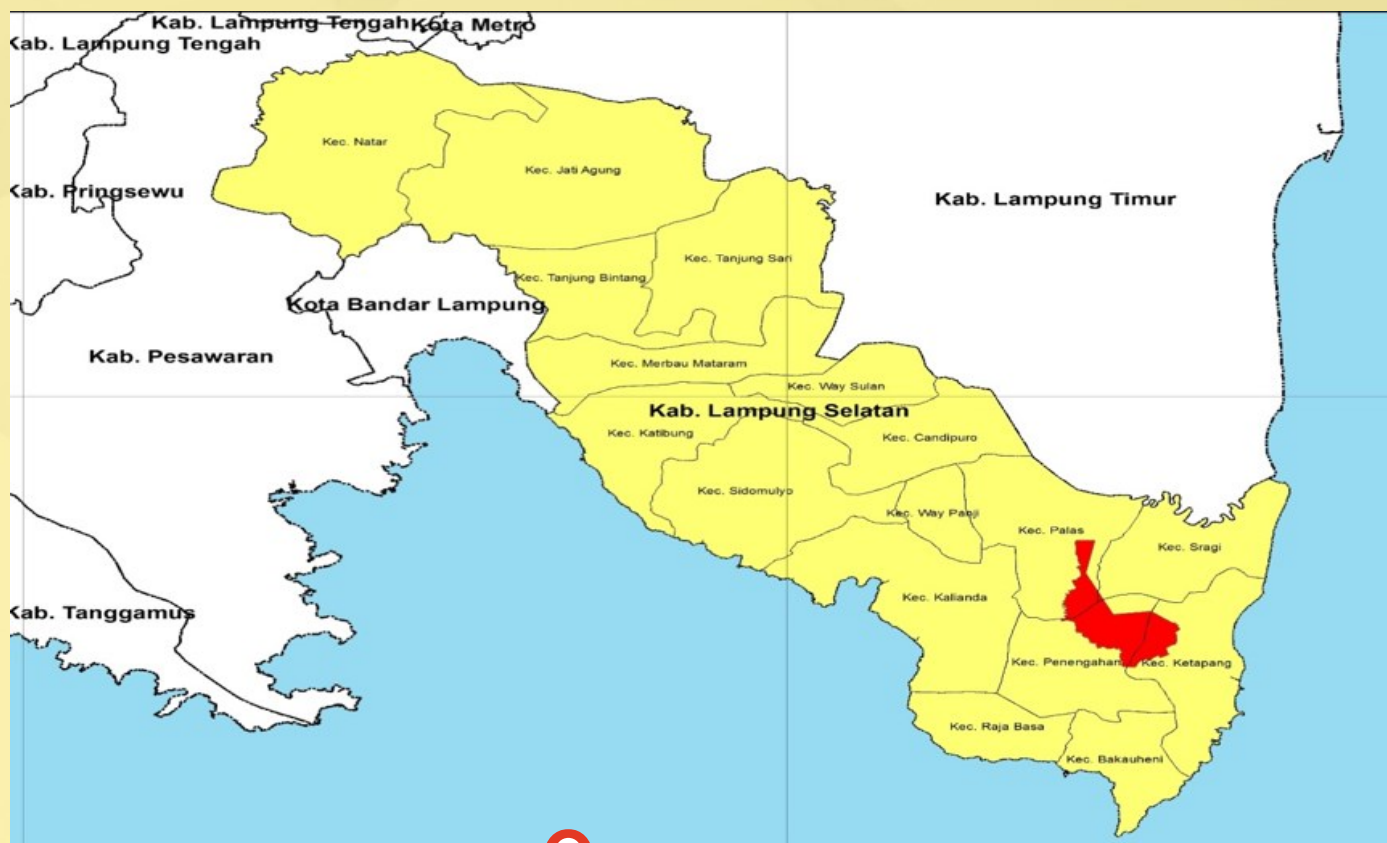 Kab. Lampung Tengah
Kota Metro
Kab. Lampung Tengah
Kec. Natar
Kec. Jati Agung
Kab. Pringsewu
Kab. Lampung Timur
Kec. Tanjung Sari
Kec. Tanjung Bintang
Kota Bandar Lampung
Kab. Pesawaran
Kec. Merbau Mataram
Kec. Way Sulan
Kab. Lampung Selatan
Kec. Katibung
Kec. Candipuro
Kec. Sidomulyo
Kec. Way Panji
Kec. Palas
Kec. Sragi
Kec. Kalianda
Kab. Tanggamus
Kec. Penengahan
Kec. Ketapang
Kec. Raja Basa
Kec. Bakauheni